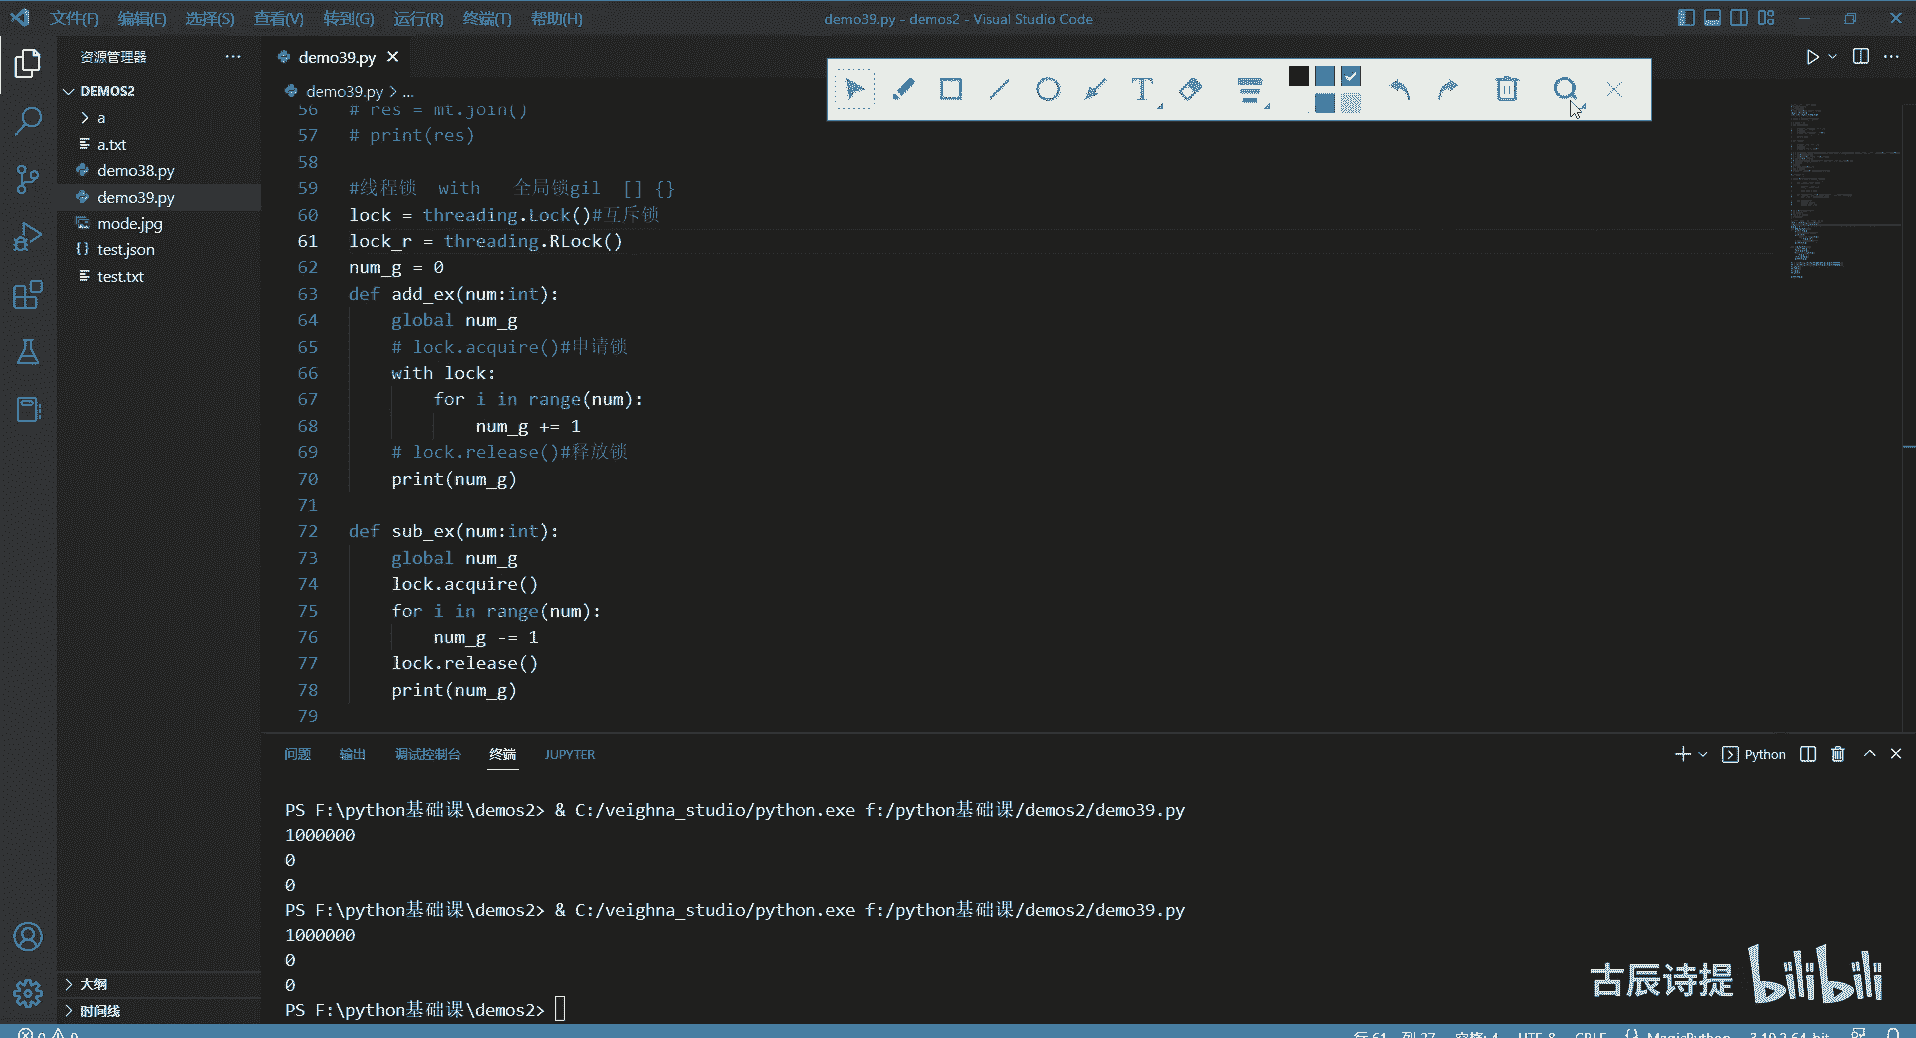 文件(F) 编辑(E) 选择(S) 查看(V) 转到(G) 运行(R) 终端(T) 帮助(H)
demo39.py - demos2 - Visual Studio Code
资源管理器
DEMOS2
a
a.txt
demo38.py
demo39.py
mode.jpg
test.json
test.txt
大纲
时间线
demo39.py
demo39.py > ...
56 # res = mt.join()
57 # print(res)
58
59 #线程锁  with   全局锁gil  [] {}
60 lock = threading.Lock()#互斥锁
61 lock_r = threading.RLock()
62 num_g = 0
63 def add_ex(num:int):
64     global num_g
65     # lock.acquire()#申请锁
66     with lock:
67         for i in range(num):
68             num_g += 1
69     # lock.release()#释放锁
70     print(num_g)
71
72 def sub_ex(num:int):
73     global num_g
74     lock.acquire()
75     for i in range(num):
76         num_g -= 1
77     lock.release()
78     print(num_g)
79
问题 输出 调试控制台 终端 JUPYTER
Python
PS F:\python基础课\demos2> & C:/veighna_studio/python.exe f:/python基础课/demos2/demo39.py
1000000
0
0
PS F:\python基础课\demos2> & C:/veighna_studio/python.exe f:/python基础课/demos2/demo39.py
1000000
0
0
PS F:\python基础课\demos2>
古辰诗提 bilibili
行 61, 列 27 空格: 4 UTF-8 CRLF MagicPython 3.10.2 64-bit